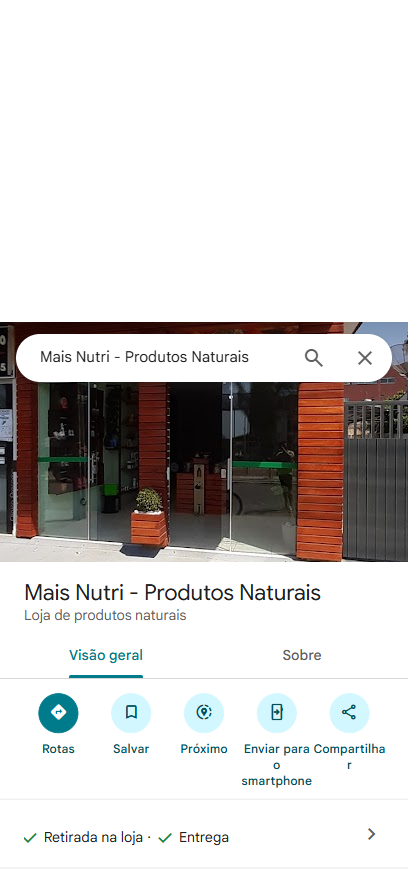 Mais Nutri - Produtos Naturais
Mais Nutri - Produtos Naturais
Loja de produtos naturais
Visão geral
Sobre
Rotas
Salvar
Próximo
Enviar para
o
smartphone
Compartilha
r
Retirada na loja · Entrega